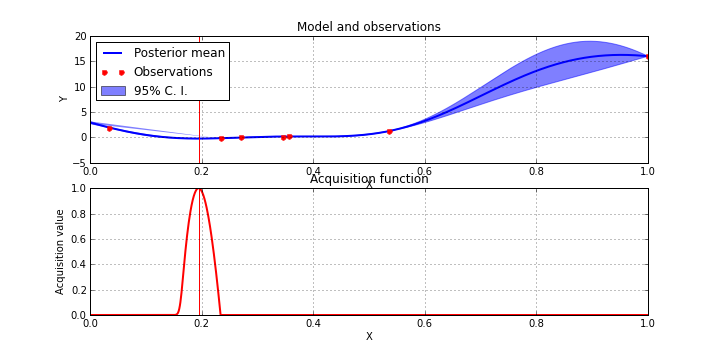 Model and observations
20
15
10
5
0
−5
Y
Posterior mean
Observations
95% C. I.
0.0 0.2 0.4 0.6 0.8 1.0
X
Acquisition function
1.0
0.8
0.6
0.4
0.2
0.0
Acquisition value
0.0 0.2 0.4 0.6 0.8 1.0
X